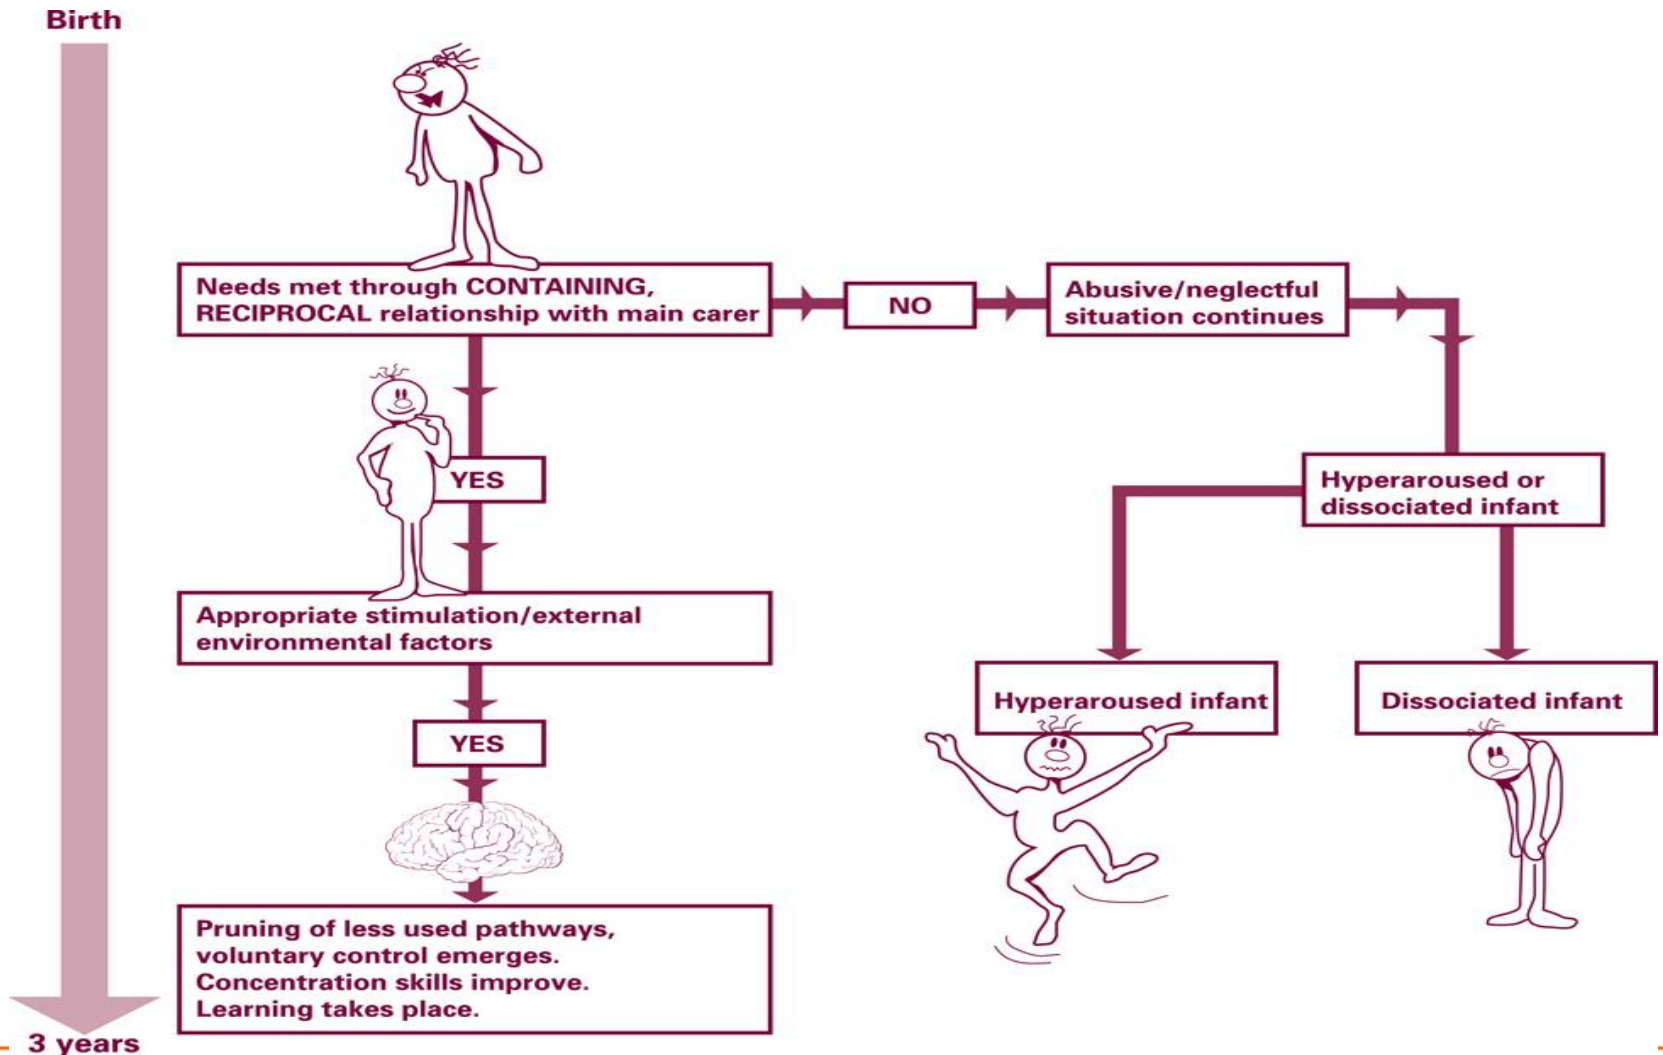 Birth
Needs met through CONTAINING,
RECIPROCAL relationship with main carer
NO
Abusive/neglectful
situation continues
YES
Hyperaroused or
dissociated infant
Appropriate stimulation/external
environmental factors
Hyperaroused infant
Dissociated infant
YES
Pruning of less used pathways,
voluntary control emerges.
Concentration skills improve.
Learning takes place.
3 years